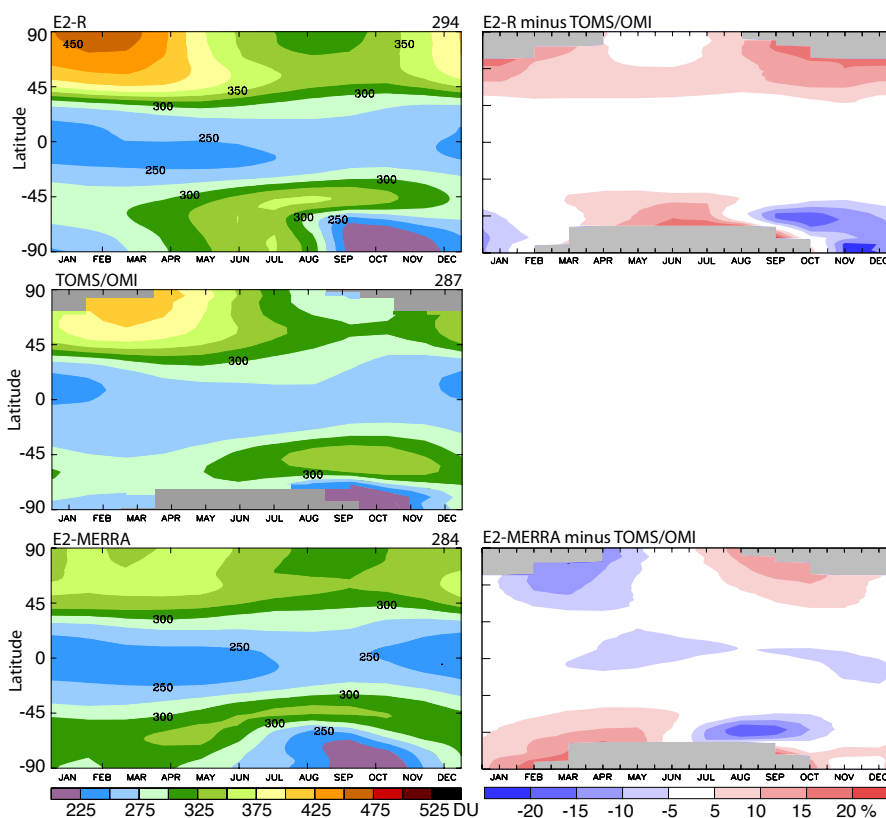 E2-R 294
E2-R minus TOMS/OMI
90
45
0
-45
-90
Latitude
450
350
350
300
300
250
250
300
300
300
250
JAN FEB MAR APR MAY JUN JUL AUG SEP OCT NOV DEC
JAN FEB MAR APR MAY JUN JUL AUG SEP OCT NOV DEC
TOMS/OMI 287
90
45
0
-45
-90
Latitude
300
300
JAN FEB MAR APR MAY JUN JUL AUG SEP OCT NOV DEC
E2-MERRA 284
E2-MERRA minus TOMS/OMI
90
45
0
-45
-90
Latitude
300
300
250
250
250
300
300
300
250
JAN FEB MAR APR MAY JUN JUL AUG SEP OCT NOV DEC
JAN FEB MAR APR MAY JUN JUL AUG SEP OCT NOV DEC
225 275 325 375 425 475 525 DU
-20 -15 -10 -5 5 10 15 20 %